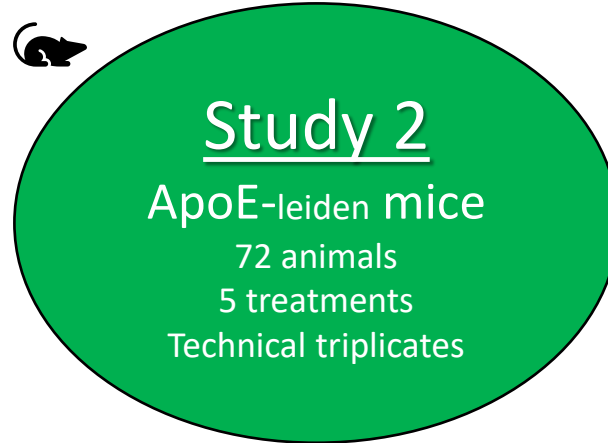 Study 2
ApoE-leiden mice
72 animals
5 treatments
Technical triplicates